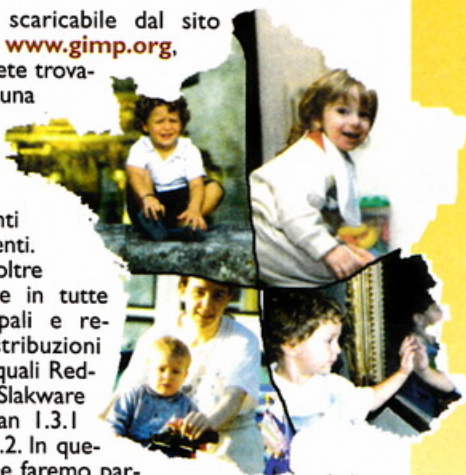 scaricabile dal sito
www.gimp.org,
ete trova-
una
nti
enti.
oltre
e in tutte
pali e re-
stribuzioni
quali Red-
Slakware
an 1.3.1
.2. In que-
e faremo par-